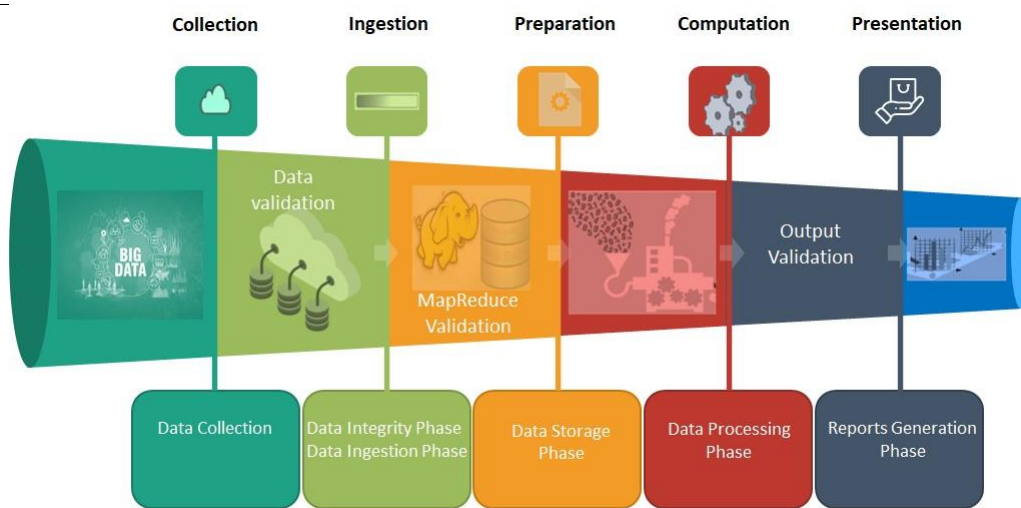 Collection
Ingestion
Preparation
Computation
Presentation
BIG
DATA
Data
validation
MapReduce
Validation
Output
Validation
Data Collection
Data Integrity Phase
Data Ingestion Phase
Data Storage
Phase
Data Processing
Phase
Reports Generation
Phase